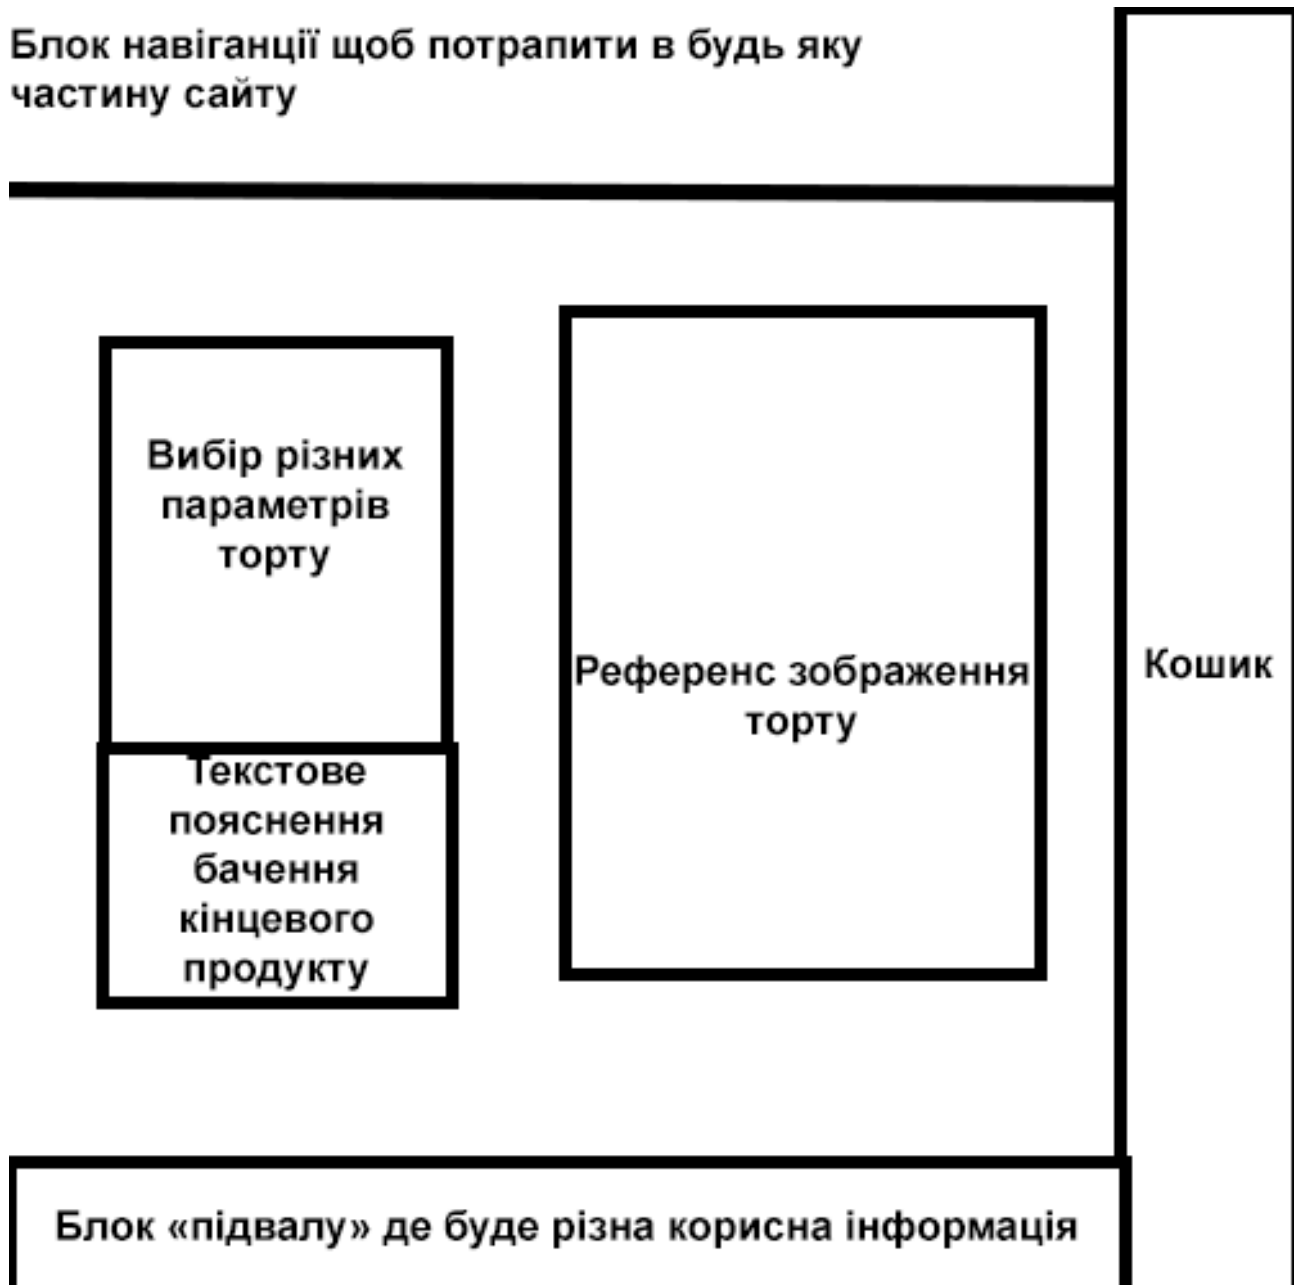 Блок навіганції щоб потрапити в будь яку
частину сайту
Вибір різних
параметрів
торту
Текстове
пояснення
бачення
кінцевого
продукту
Референс зображення
торту
Кошик
Блок «підвалу» де буде різна корисна інформація